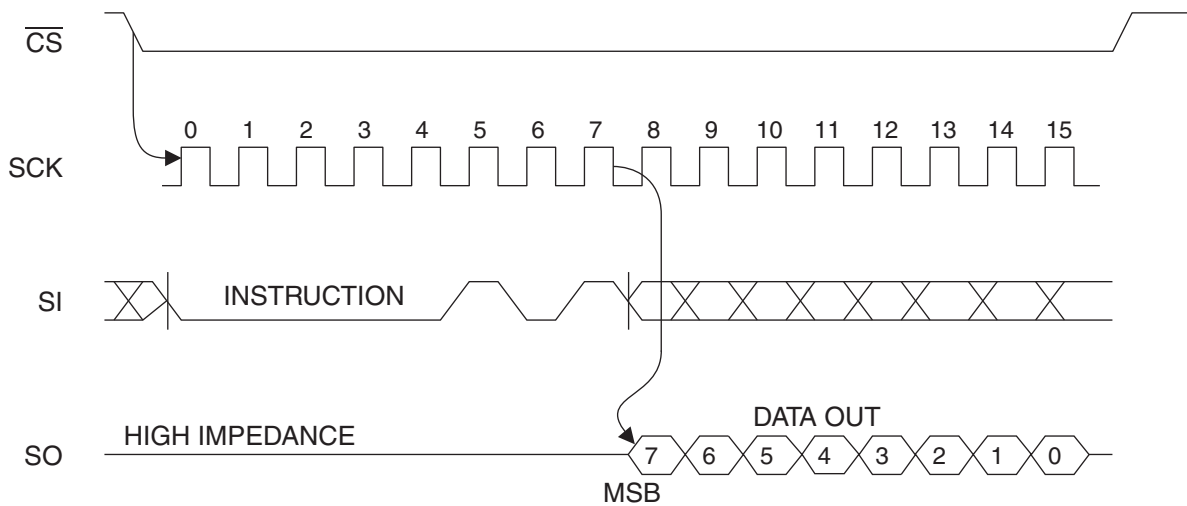 CS
0 1 2 3 4 5 6 7 8 9 10 11 12 13 14 15
SCK
SI
INSTRUCTION
HIGH IMPEDANCE
DATA OUT
SO
7 6 5 4 3 2 1 0
MSB